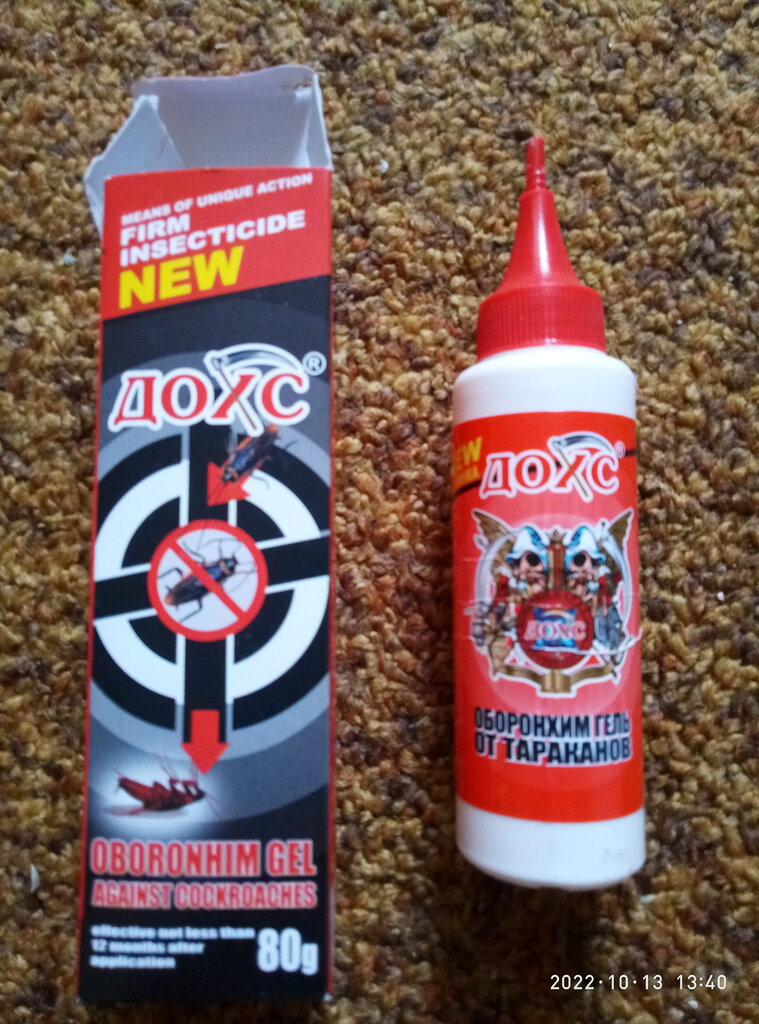 MEANS OF UNIQUE ACTION
FIRM
INSECTICIDE
NEW
ДОХС®
OBORONHIM GEL
AGAINST COCKROACHES
effective not less than
12 months after
application
80g
ДОХС®
ДОХС
ОБОРОНХИМ ГЕЛЬ
ОТ ТАРАКАНОВ
2022·10·13 13:40